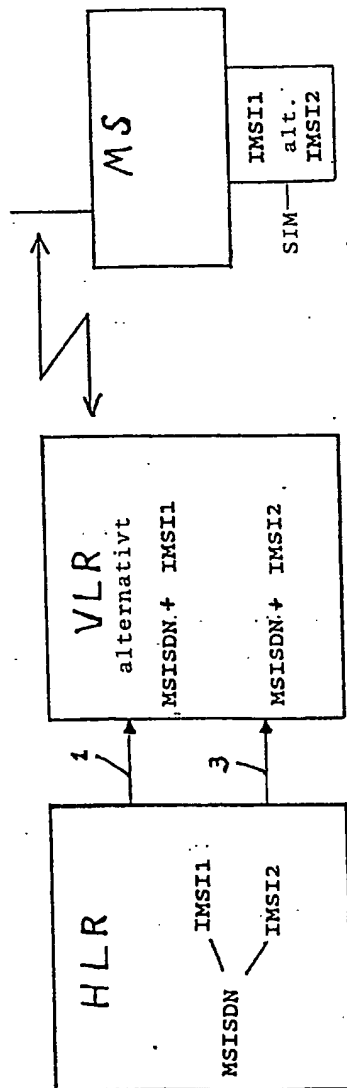 HLR
MSISDN
IMSI1
IMSI2
1
3
VLR
alternativt
MSISDN + IMSI1
MSISDN + IMSI2
MS
SIM
IMSI1
alt.
IMSI2